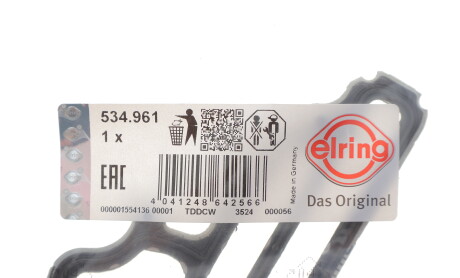 534.961
1 x
EAC
4 041248 642566
000001554136 00001 TDDCW 3524 000056
Made in Germany
elring
Das Original